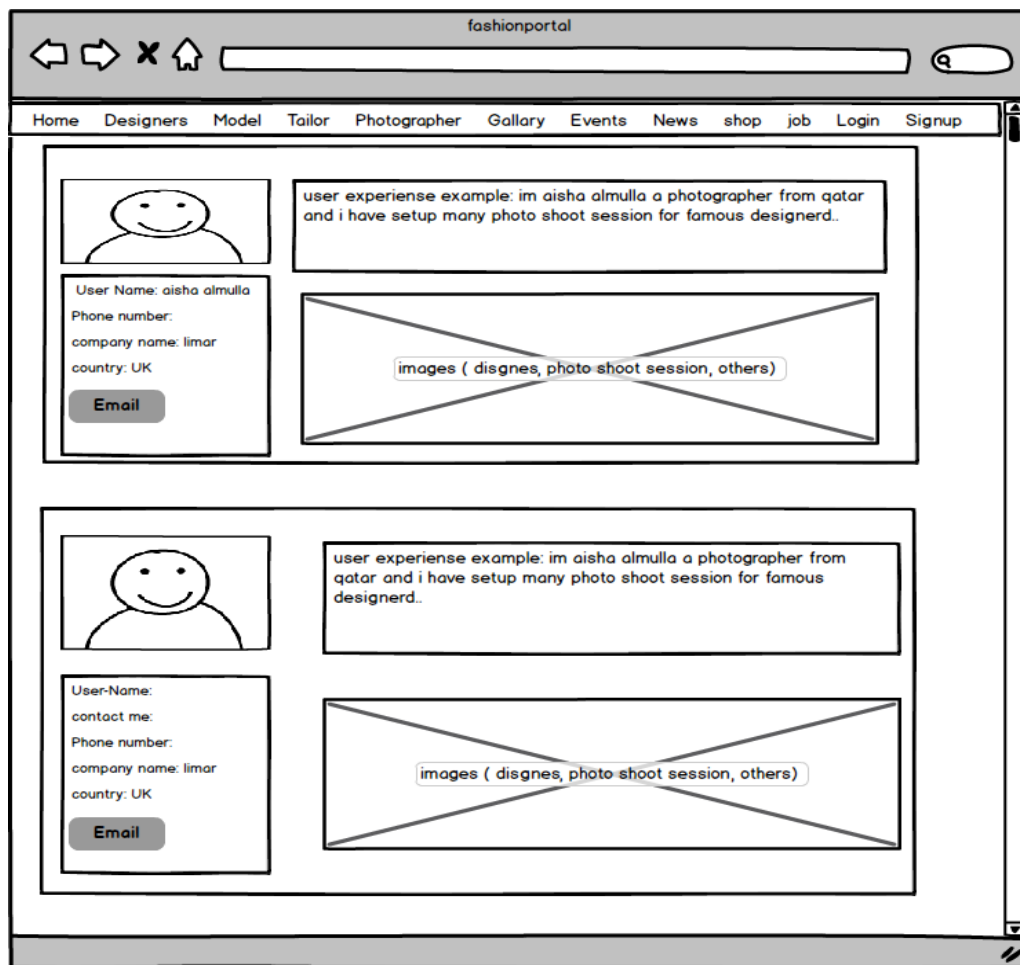 fashionportal
Home Designers Model Tailor Photographer Gallary Events News shop job Login Signup
user experiense example: im aisha almulla a photographer from qatar
and i have setup many photo shoot session for famous designerd..
User Name: aisha almulla
Phone number:
company name: limar
country: UK
Email
images ( disgnes, photo shoot session, others)
user experiense example: im aisha almulla a photographer from
qatar and i have setup many photo shoot session for famous
designerd..
User-Name:
contact me:
Phone number:
company name: limar
country: UK
Email
images ( disgnes, photo shoot session, others)